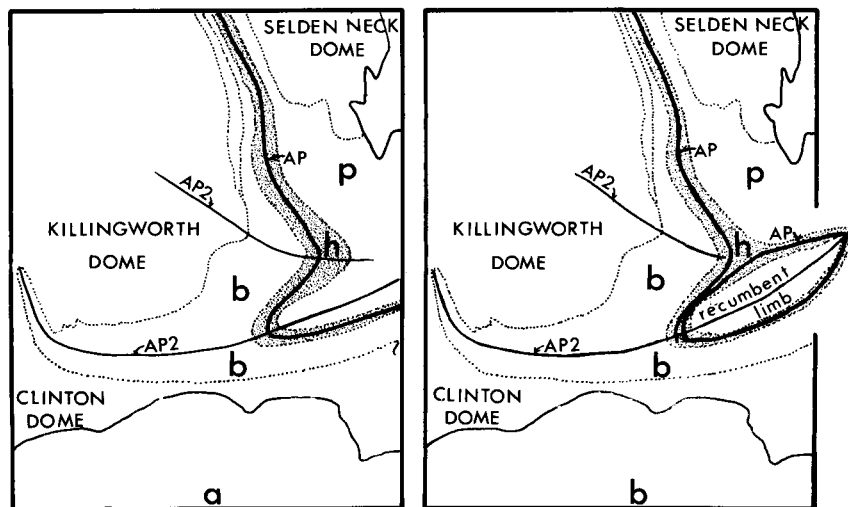 SELDEN NECK
DOME
AP
p
AP2
KILLINGWORTH
DOME
h
b
AP2
b
CLINTON
DOME
a
SELDEN NECK
DOME
AP
p
AP2
KILLINGWORTH
DOME
AP
h
b
recumbent
limb
AP2
b
CLINTON
DOME
b